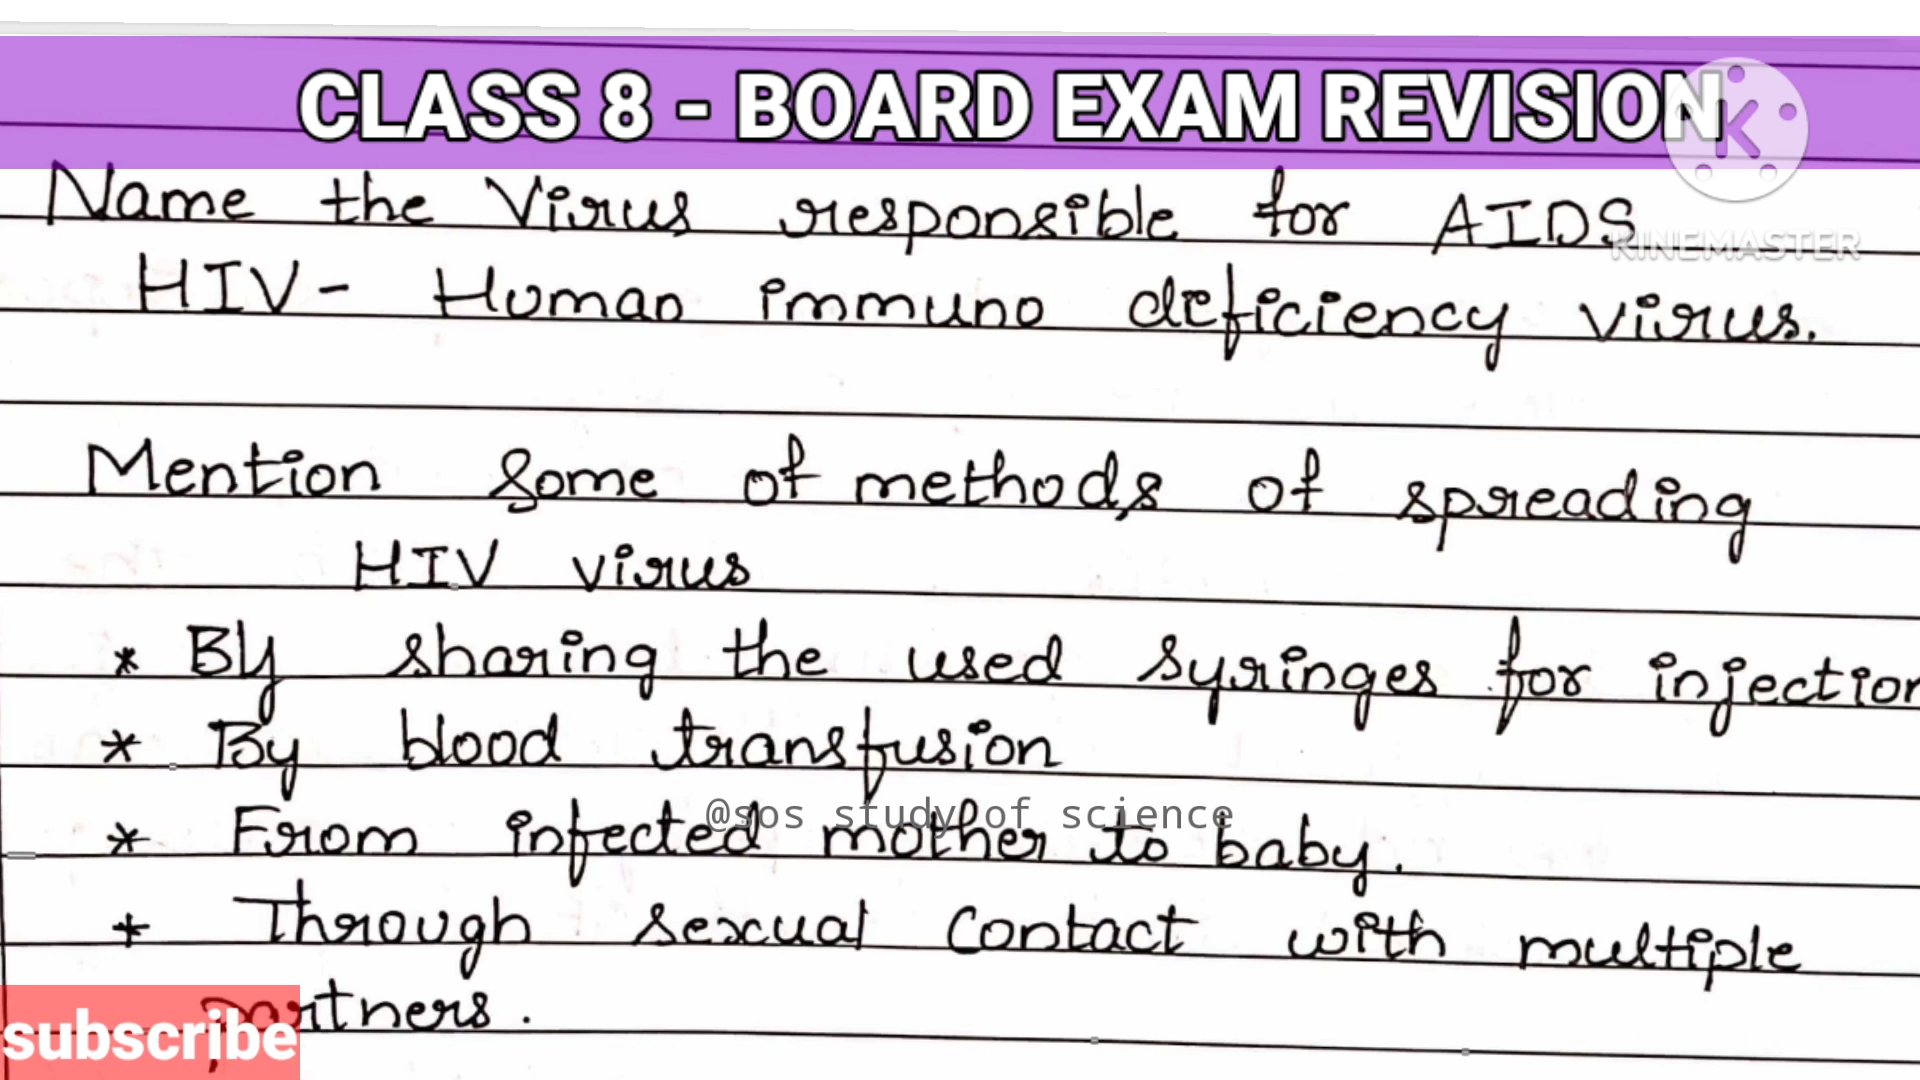 CLASS 8 - BOARD EXAM REVISION
K
Name the Virus responsible for AIDS
KINEMASTER
HIV - Human immuno deficiency virus.
Mention some of methods of spreading
HIV virus
* By sharing the used syringes for injection
* By blood transfusion
@sos study of science
* From infected mother to baby.
* Through sexual contact with multiple
partners.
subscribe